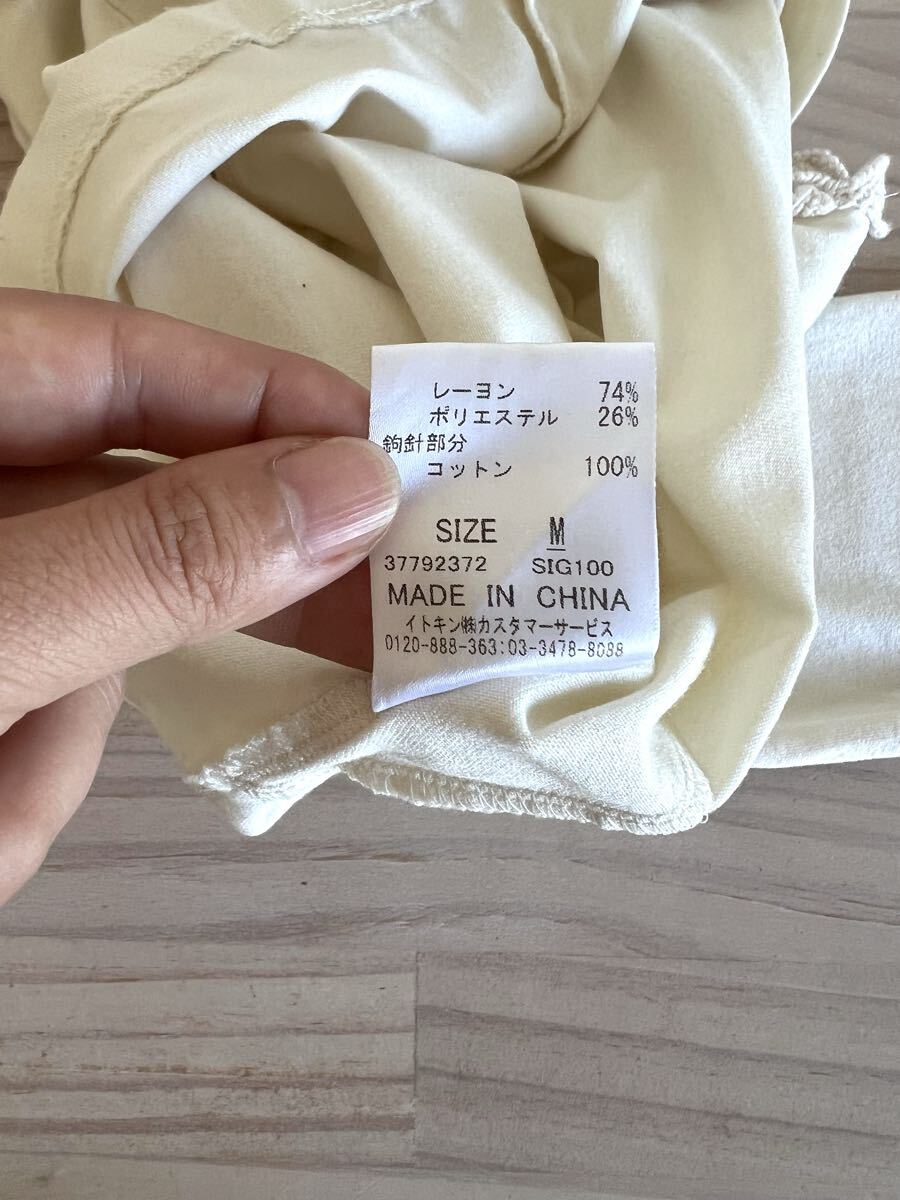 レーヨン 74%
ポリエステル 26%
鉤針部分
コットン 100%
SIZE M
37792372 SIG100
MADE IN CHINA
イトキン㈱カスタマーサービス
0120-888-363:03-3478-8088